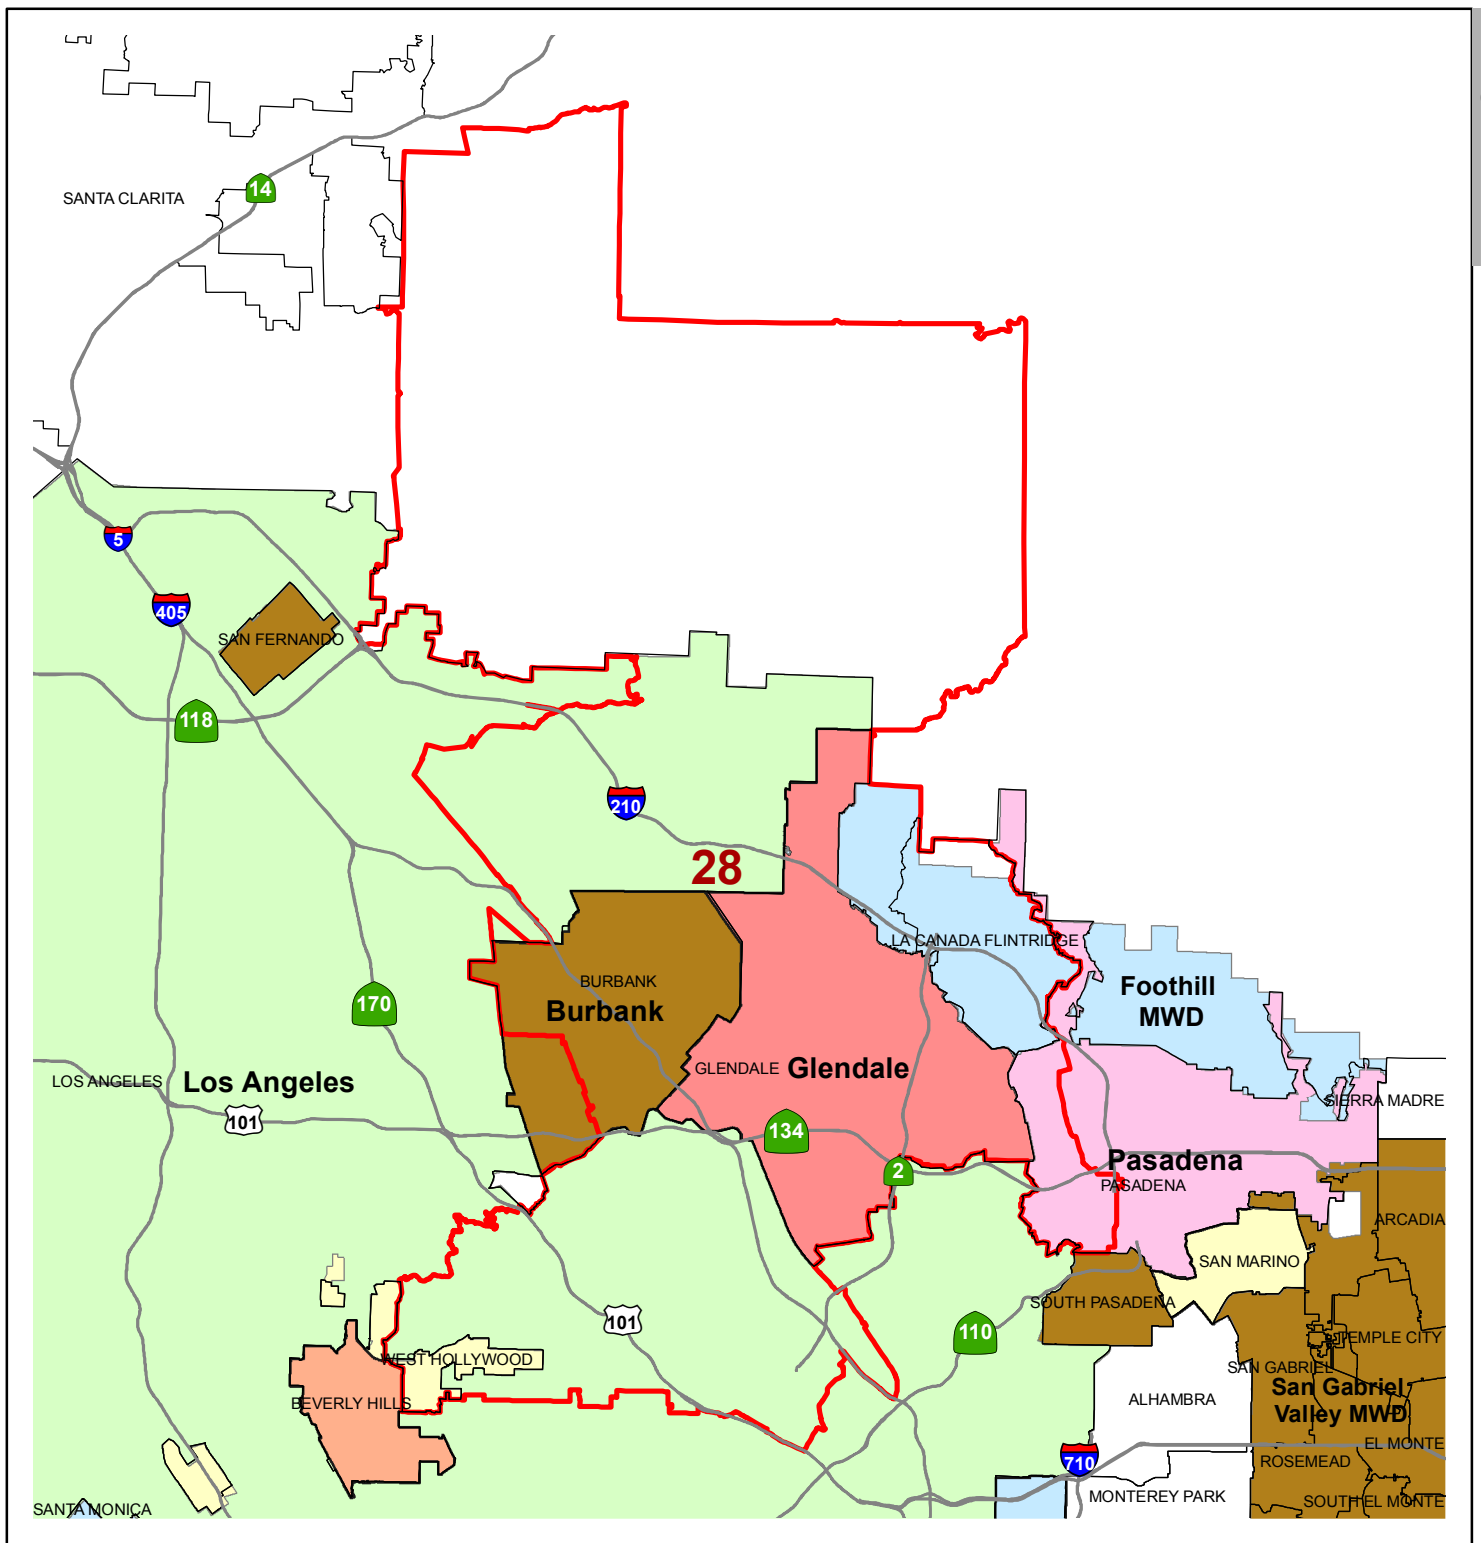 14
SANTA CLARITA
5
405
SAN FERNANDO
118
210
28
LA CANADA FLINTRIDGE
BURBANK
Burbank
Foothill
MWD
170
GLENDALE
Glendale
LOS ANGELES
Los Angeles
101
SIERRA MADRE
134
2
Pasadena
PASADENA
ARCADIA
SAN MARINO
SOUTH PASADENA
101
110
TEMPLE CITY
WEST HOLLYWOOD
SAN GABRIEL
BEVERLY HILLS
ALHAMBRA
San Gabriel
Valley MWD
EL MONTE
710
ROSEMEAD
MONTEREY PARK
SOUTH EL MONTE
SANTA MONICA